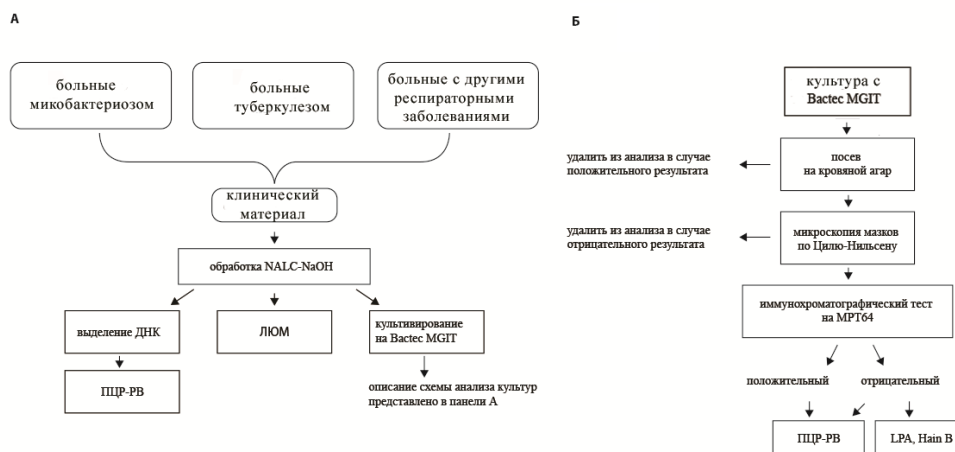 А
больные
микобактериозом
больные
туберкулезом
больные с другими
респираторными
заболеваниями
клинический
материал
обработка NALC-NaOH
выделение ДНК
ЛЮМ
культивирование
на Bactec MGIT
ПЦР-РВ
описание схемы анализа культур
представлено в панели А
Б
культура с
Bactec MGIT
удалить из анализа в случае
положительного результата
посев
на кровяной агар
удалить из анализа в случае
отрицательного результата
микроскопия мазков
по Цилю-Нильсену
иммунохроматографический тест
на MPT64
положительный
отрицательный
ПЦР-РВ
LPA, Hain B